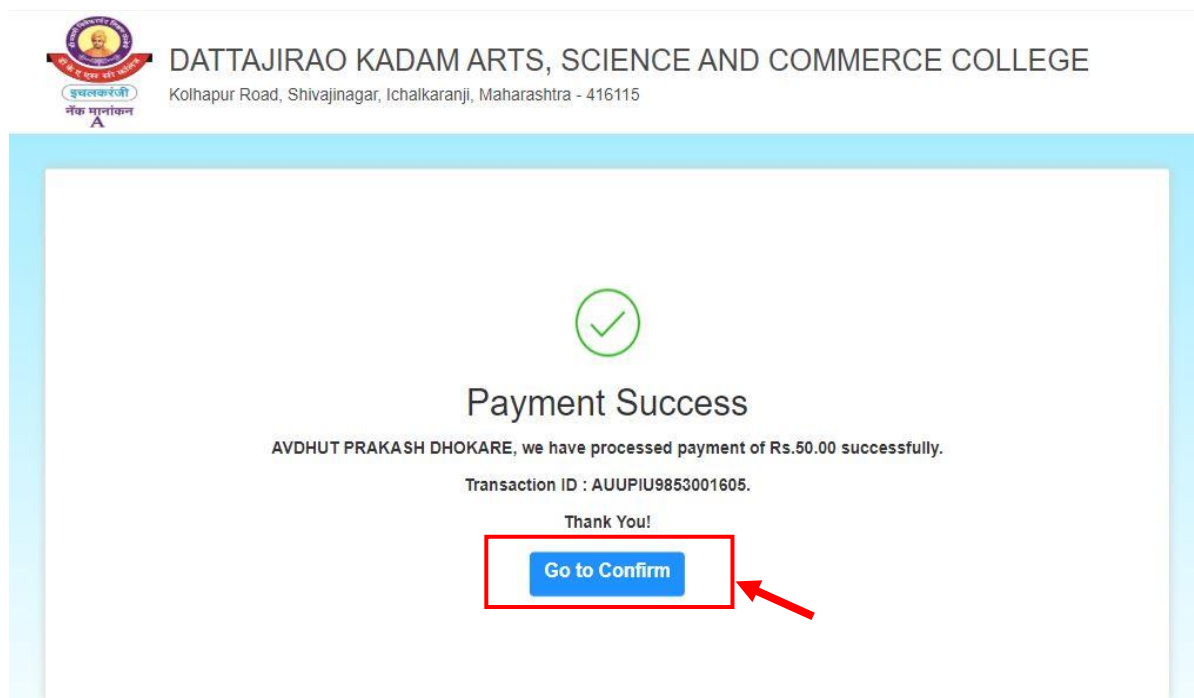 DATTAJIRAO KADAM ARTS, SCIENCE AND COMMERCE COLLEGE
Kolhapur Road, Shivajinagar, Ichalkaranji, Maharashtra - 416115
इचलकरंजी
नॅक मानांकन
A
Payment Success
AVDHUT PRAKASH DHOKARE, we have processed payment of Rs.50.00 successfully.
Transaction ID : AUUPIU9853001605.
Thank You!
Go to Confirm